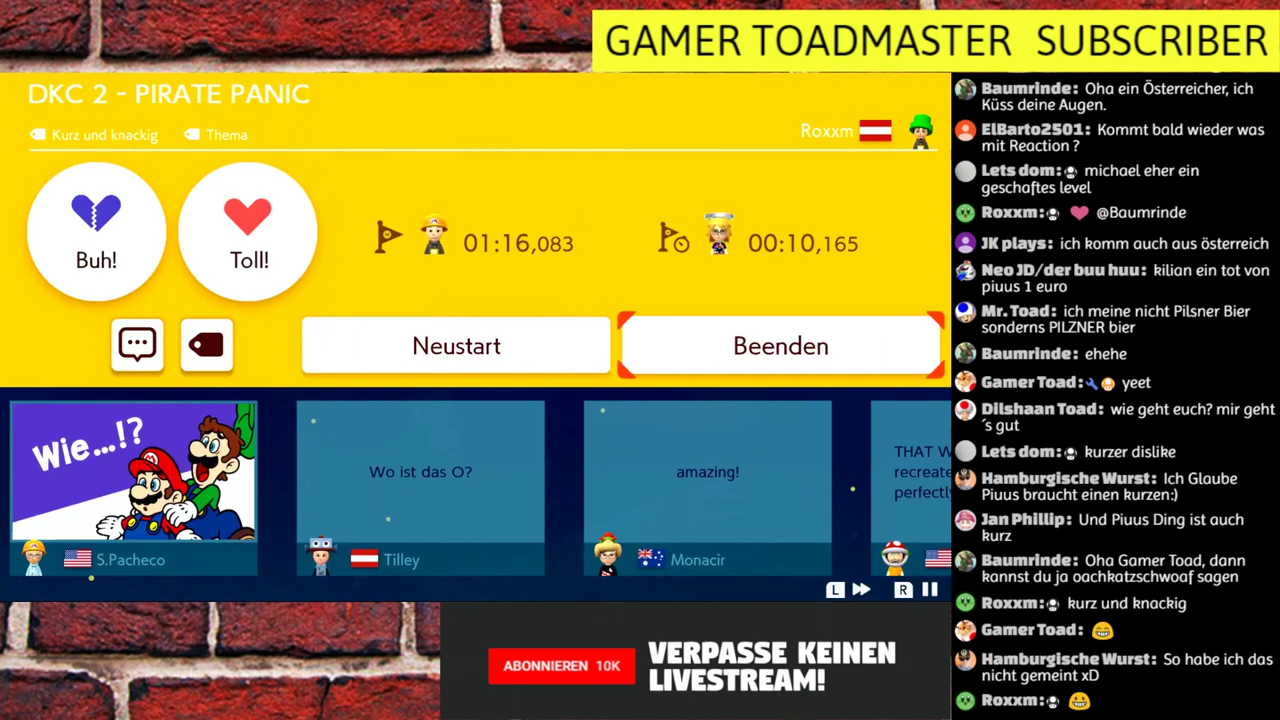 GAMER TOADMASTER SUBSCRIBER
DKC 2 - PIRATE PANIC
Kurz und knackig Thema
Roxxm
Buh!
Toll!
01:16,083
00:10,165
Neustart
Beenden
Wie...!?
S.Pacheco
Wo ist das O?
Tilley
amazing!
Monacír
THAT W
recreate
perfectly
L
R
ABONNIEREN 10K
VERPASSE KEINEN
LIVESTREAM!
Baumrinde: Oha ein Österreicher, ich
Küss deine Augen.
ElBarto2501: Kommt bald wieder was
mit Reaction ?
Lets dom: michael eher ein
geschaftes level
Roxxm: @Baumrinde
JK plays: ich komm auch aus österreich
Neo JD/der buu huu: kilian ein tot von
piuus 1 euro
Mr. Toad: ich meine nicht Pilsner Bier
sonderns PILZNER bier
Baumrinde: ehehe
Gamer Toad: yeet
Dilshaan Toad: wie geht euch? mir geht
´s gut
Lets dom: kurzer dislike
Hamburgische Wurst: Ich Glaube
Piuus braucht einen kurzen:)
Jan Phillip: Und Piuus Ding ist auch
kurz
Baumrinde: Oha Gamer Toad, dann
kannst du ja oachkatzschwoaf sagen
Roxxm: kurz und knackig
Gamer Toad: 😁
Hamburgische Wurst: So habe ich das
nicht gemeint xD
Roxxm: 😀